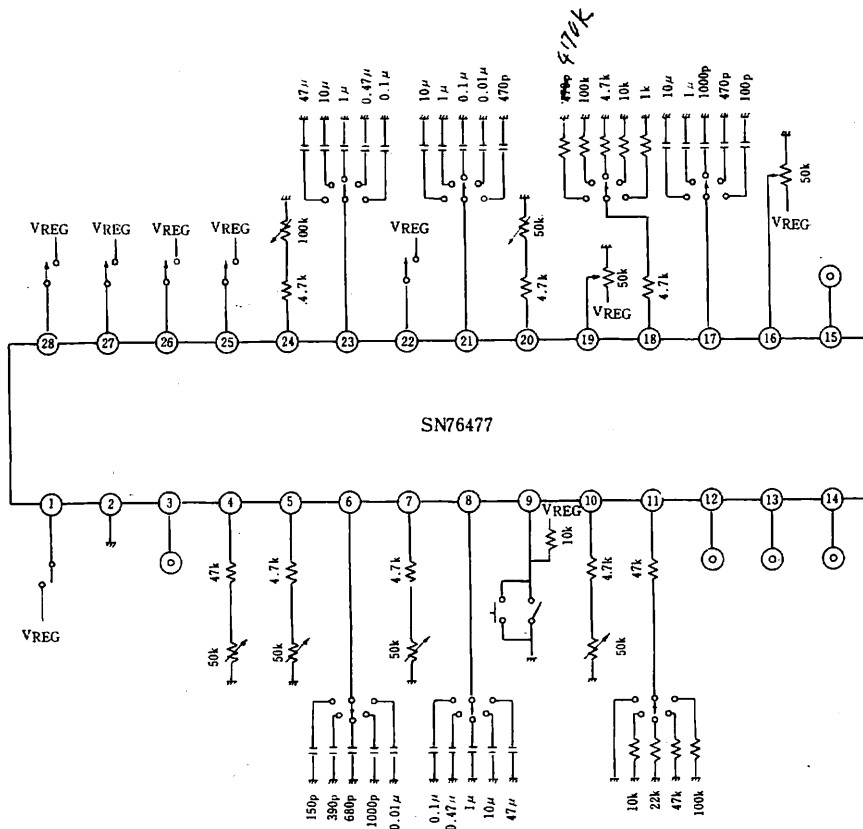 470K
47μ 10μ 1μ 0.47μ 0.1μ
10μ 1μ 0.1μ 0.01μ 470p
100k 4.7k 10k 1k
10μ 1μ 1000p 470p 100p
50k
VREG
VREG VREG VREG VREG
100k
VREG
50k
50k
VREG
4.7k
4.7k
4.7k
28 27 26 25 24 23 22 21 20 19 18 17 16 15
SN76477
1 2 3 4 5 6 7 8 9 10 11 12 13 14
VREG
10k
47k 4.7k 4.7k 4.7k 47k
VREG
50k 50k 50k 50k
150p 390p 680p 1000p 0.01μ
0.1μ 0.47μ 1μ 10μ 47μ
10k 22k 47k 100k